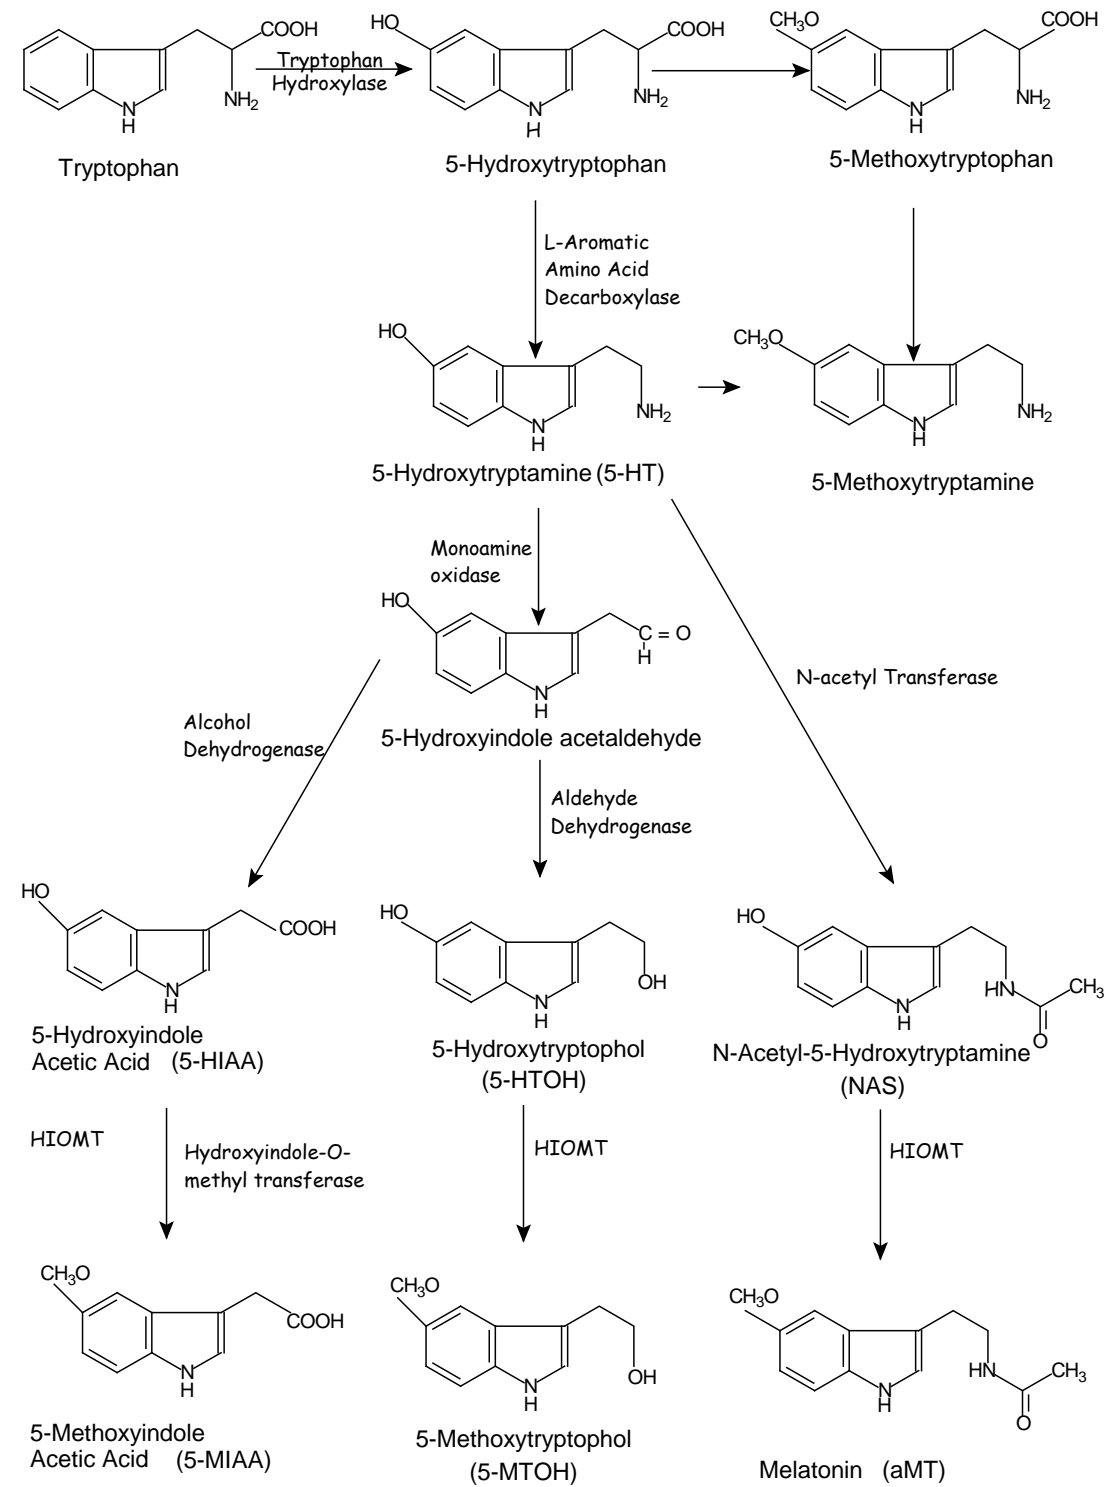 COOH
NH2
N
H
Tryptophan
Tryptophan
Hydroxylase
HO
COOH
NH2
N
H
5-Hydroxytryptophan
CH3O
COOH
NH2
N
H
5-Methoxytryptophan
L-Aromatic
Amino Acid
Decarboxylase
HO
NH2
N
H
5-Hydroxytryptamine (5-HT)
CH3O
NH2
N
H
5-Methoxytryptamine
Monoamine
oxidase
HO
C = O
H
N
H
5-Hydroxyindole acetaldehyde
N-acetyl Transferase
Alcohol
Dehydrogenase
Aldehyde
Dehydrogenase
HO
COOH
N
H
5-Hydroxyindole
Acetic Acid (5-HIAA)
HO
OH
N
H
5-Hydroxytryptophol
(5-HTOH)
HO
HN
CH3
O
N
H
N-Acetyl-5-Hydroxytryptamine
(NAS)
HIOMT
Hydroxyindole-O-
methyl transferase
HIOMT
HIOMT
CH3O
COOH
N
H
5-Methoxyindole
Acetic Acid (5-MIAA)
CH3O
OH
N
H
5-Methoxytryptophol
(5-MTOH)
CH3O
HN
CH3
O
N
H
Melatonin (aMT)